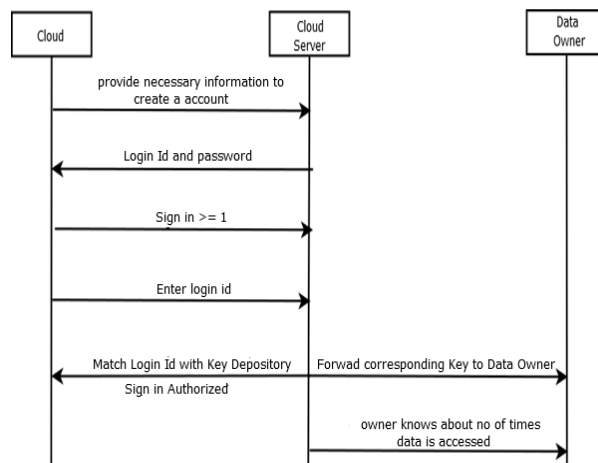 Cloud
Cloud
Server
Data
Owner
provide necessary information to
create a account
Login Id and password
Sign in >= 1
Enter login id
Match Login Id with Key Depository
Forwad corresponding Key to Data Owner
Sign in Authorized
owner knows about no of times
data is accessed